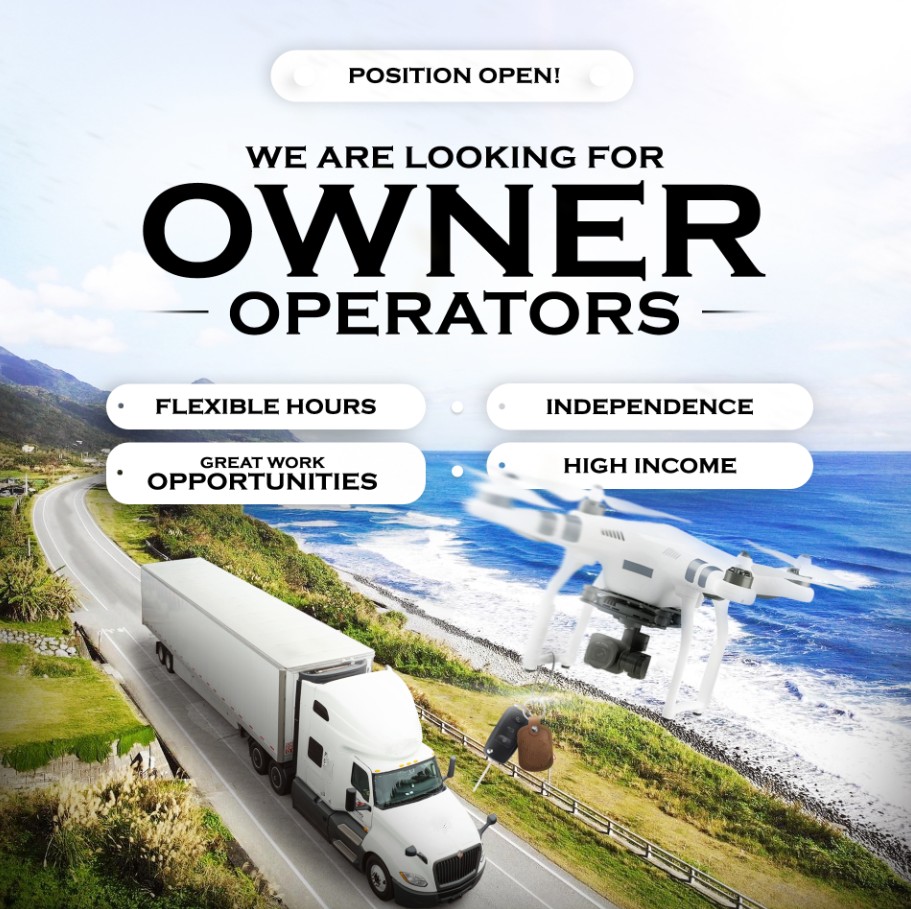 POSITION OPEN!
WE ARE LOOKING FOR
OWNER
OPERATORS
FLEXIBLE HOURS
INDEPENDENCE
GREAT WORK
OPPORTUNITIES
HIGH INCOME